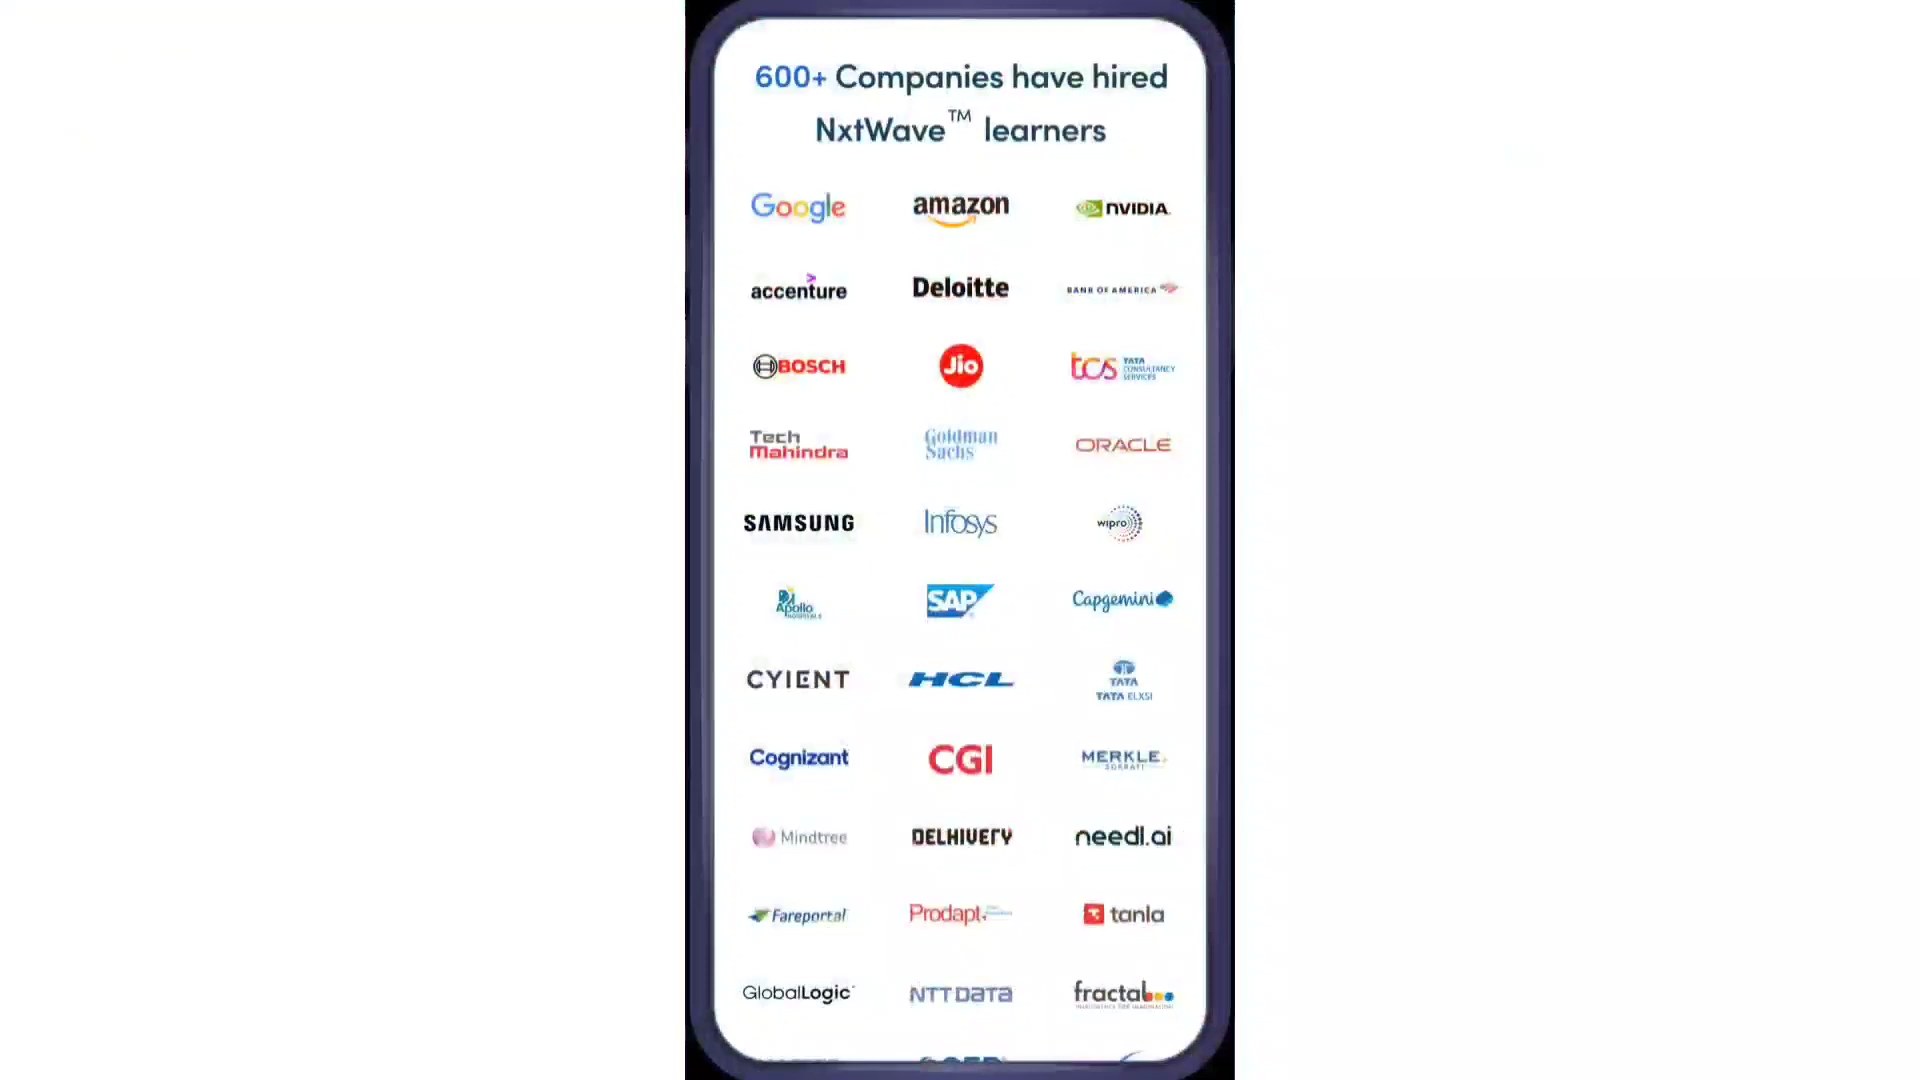 600+ Companies have hired
NxtWave™ learners
Google amazon NVIDIA
accenture Deloitte BANK OF AMERICA
BOSCH Jio tcs TATA CONSULTANCY SERVICES
Tech Mahindra Goldman Sachs ORACLE
SAMSUNG Infosys wipro
Apollo HOSPITALS SAP Capgemini
CYIENT HCL TATA TATA ELXSI
Cognizant CGI MERKLE SOKRATI
Mindtree DELHIVERY needl.ai
Fareportal Prodapt tanla
GlobalLogic NTT DATA fractal